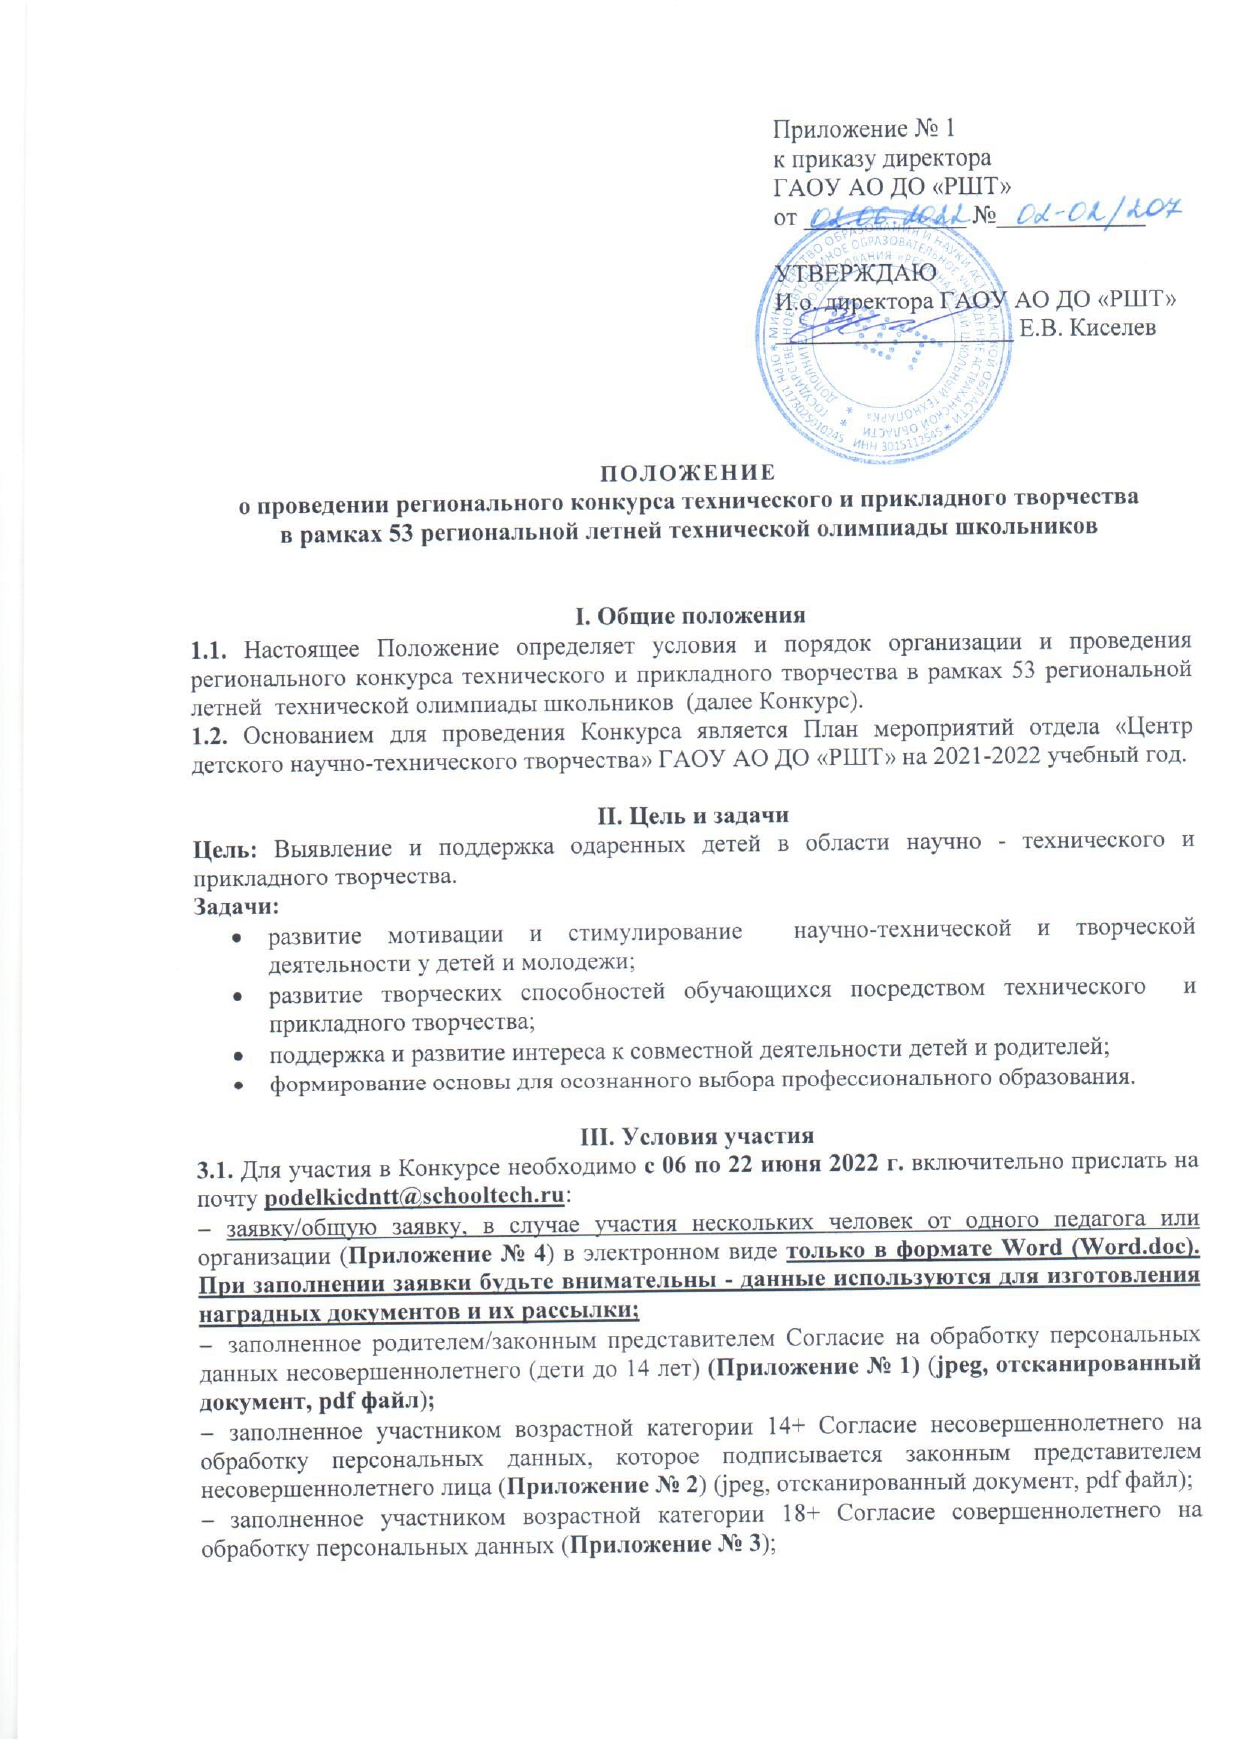 Приложение № 1
к приказу директора
ГАОУ АО ДО «РШТ»
от 02.06.2022 № 02-02/207
УТВЕРЖДАЮ
И.о. директора ГАОУ АО ДО «РШТ»
Е.В. Киселев
ПОЛОЖЕНИЕ
о проведении регионального конкурса технического и прикладного творчества
в рамках 53 региональной летней технической олимпиады школьников
I. Общие положения
1.1. Настоящее Положение определяет условия и порядок организации и проведения
регионального конкурса технического и прикладного творчества в рамках 53 региональной
летней технической олимпиады школьников (далее Конкурс).
1.2. Основанием для проведения Конкурса является План мероприятий отдела «Центр
детского научно-технического творчества» ГАОУ АО ДО «РШТ» на 2021-2022 учебный год.
II. Цель и задачи
Цель: Выявление и поддержка одаренных детей в области научно - технического и
прикладного творчества.
Задачи:
• развитие мотивации и стимулирование научно-технической и творческой
деятельности у детей и молодежи;
• развитие творческих способностей обучающихся посредством технического и
прикладного творчества;
• поддержка и развитие интереса к совместной деятельности детей и родителей;
• формирование основы для осознанного выбора профессионального образования.
III. Условия участия
3.1. Для участия в Конкурсе необходимо с 06 по 22 июня 2022 г. включительно прислать на
почту podelkicdntt@schooltech.ru:
– заявку/общую заявку, в случае участия нескольких человек от одного педагога или
организации (Приложение № 4) в электронном виде только в формате Word (Word.doc).
При заполнении заявки будьте внимательны - данные используются для изготовления
наградных документов и их рассылки;
– заполненное родителем/законным представителем Согласие на обработку персональных
данных несовершеннолетнего (дети до 14 лет) (Приложение № 1) (jpeg, отсканированный
документ, pdf файл);
– заполненное участником возрастной категории 14+ Согласие несовершеннолетнего на
обработку персональных данных, которое подписывается законным представителем
несовершеннолетнего лица (Приложение № 2) (jpeg, отсканированный документ, pdf файл);
– заполненное участником возрастной категории 18+ Согласие совершеннолетнего на
обработку персональных данных (Приложение № 3);